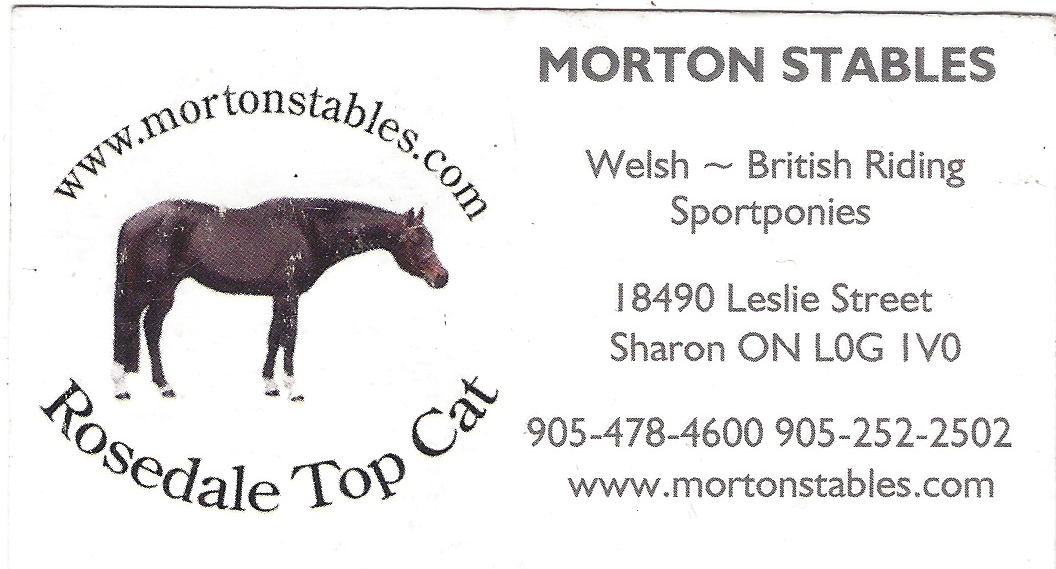 www.mortonstables.com
Rosedale Top Cat
MORTON STABLES
Welsh ~ British Riding
Sportponies
18490 Leslie Street
Sharon ON L0G 1V0
905-478-4600 905-252-2502
www.mortonstables.com